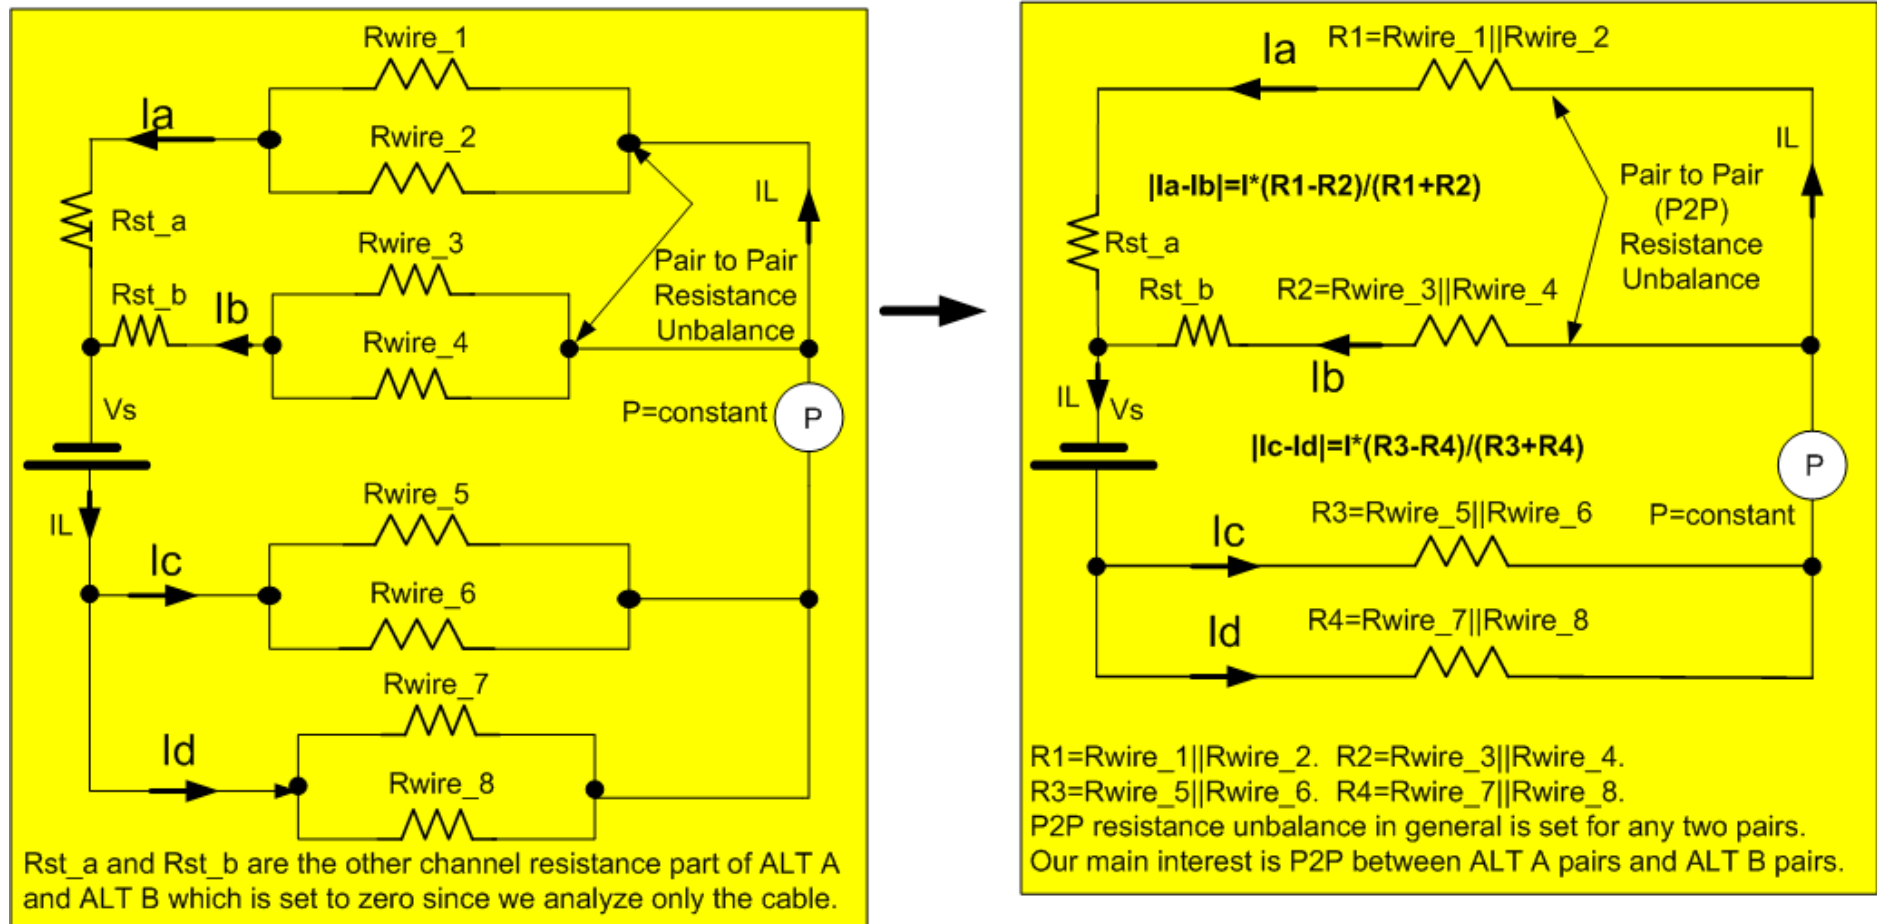 Rwire_1
Ia
Rwire_2
IL
Rst_a
Rwire_3
Pair to Pair
Resistance
Unbalance
Rst_b
Ib
Rwire_4
Vs
P=constant
P
Rwire_5
IL
Ic
Rwire_6
Rwire_7
Id
Rwire_8
Rst_a and Rst_b are the other channel resistance part of ALT A
and ALT B which is set to zero since we analyze only the cable.
Ia
R1=Rwire_1||Rwire_2
IL
|Ia-Ib|=I*(R1-R2)/(R1+R2)
Pair to Pair
(P2P)
Resistance
Unbalance
Rst_a
Rst_b
R2=Rwire_3||Rwire_4
Ib
IL
Vs
|Ic-Id|=I*(R3-R4)/(R3+R4)
P
R3=Rwire_5||Rwire_6
P=constant
Ic
R4=Rwire_7||Rwire_8
Id
R1=Rwire_1||Rwire_2. R2=Rwire_3||Rwire_4.
R3=Rwire_5||Rwire_6. R4=Rwire_7||Rwire_8.
P2P resistance unbalance in general is set for any two pairs.
Our main interest is P2P between ALT A pairs and ALT B pairs.